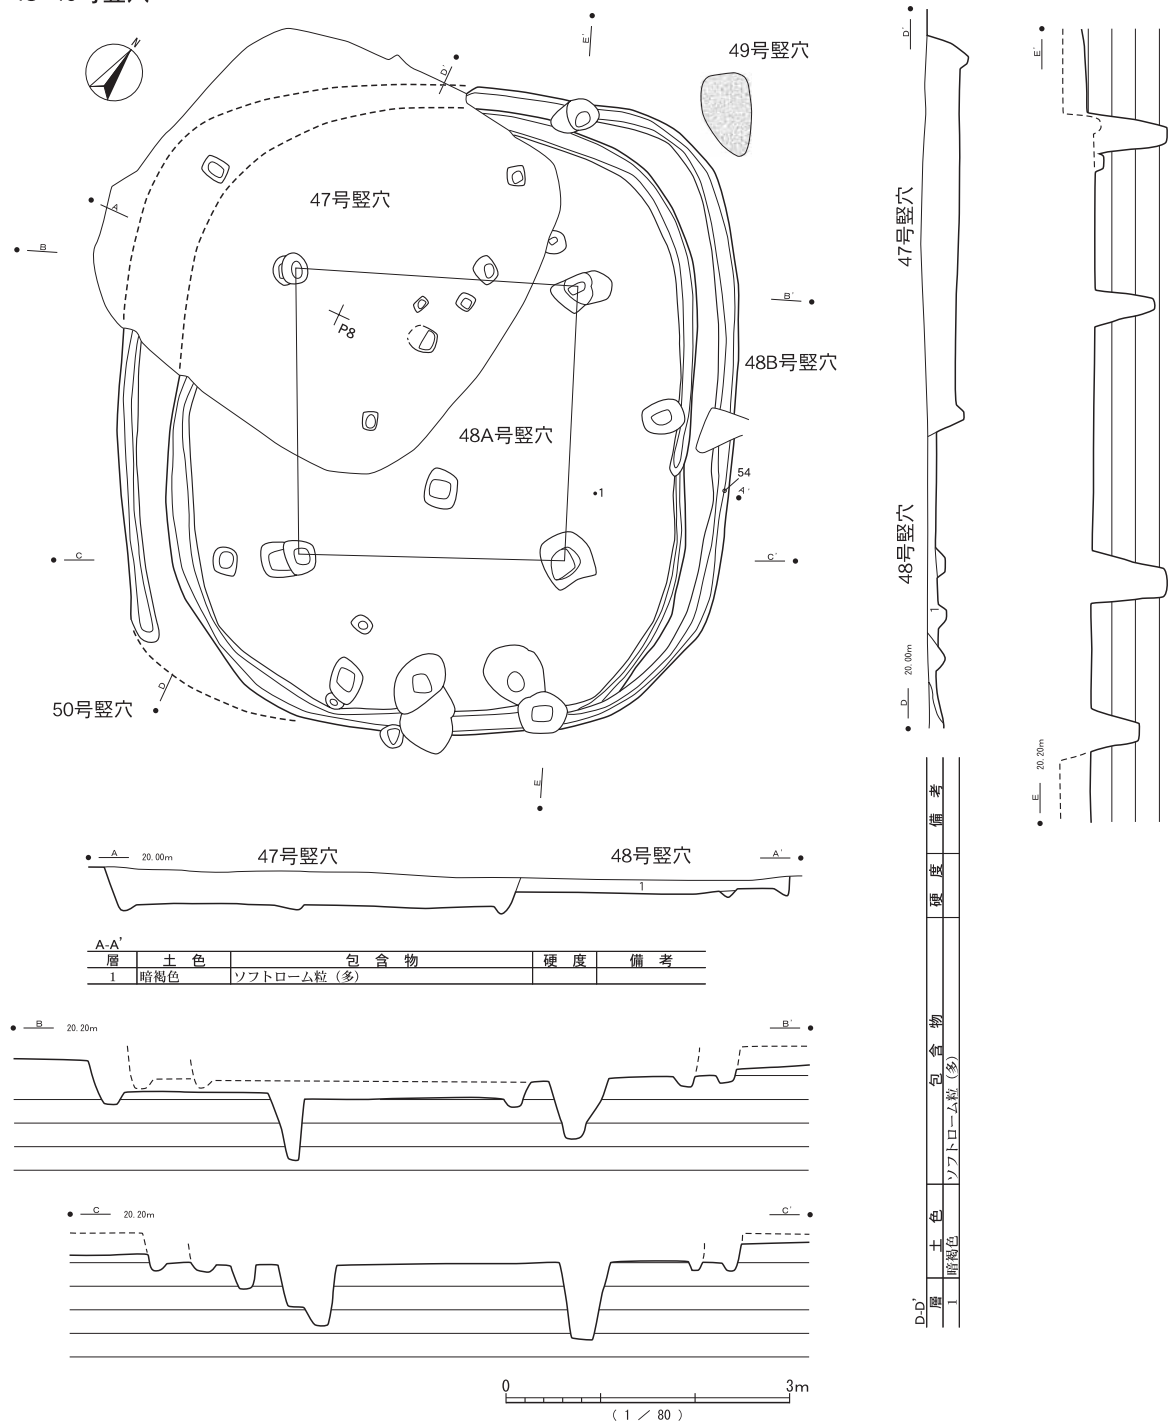 N
E'
D'
49号竪穴
47号竪穴
A
B
B'
P8
48B号竪穴
48A号竪穴
54
1
A'
C
C'
D
50号竪穴
E
D'
47号竪穴
48号竪穴
1
20.00m
D
E'
20.20m
E
A
20.00m
47号竪穴
48号竪穴
A'
1
A-A'
層 土色 包含物 硬度 備考
1 暗褐色 ソフトローム粒（多）
B
20.20m
B'
C
20.20m
C'
D-D'
層 土色 包含物 硬度 備考
1 暗褐色 ソフトローム粒（多）
0 3m
（ 1 ／ 80 ）